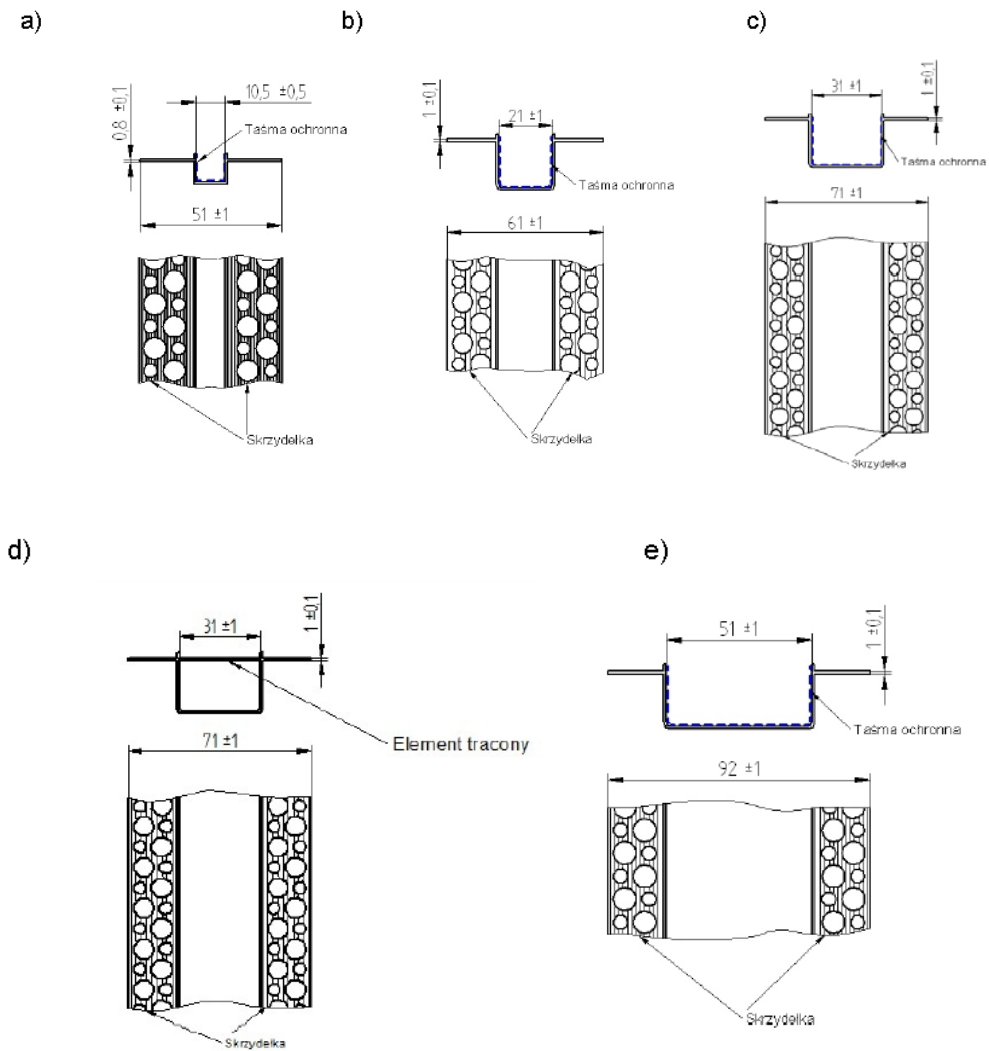 a)
b)
c)
10,5 ±0,5
0,8 ±0,1
Taśma ochronna
51 ±1
Skrzydełka
1 ±0,1
21 ±1
Taśma ochronna
61 ±1
Skrzydełka
31 ±1
1 ±0,1
Taśma ochronna
71 ±1
Skrzydełka
d)
e)
31 ±1
1 ±0,1
Element tracony
71 ±1
Skrzydełka
51 ±1
1 ±0,1
Taśma ochronna
92 ±1
Skrzydełka